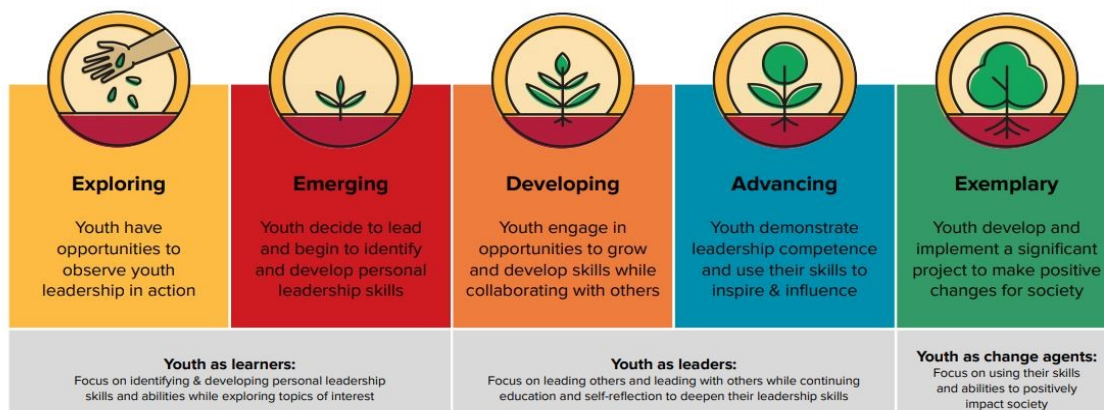 Exploring
Youth have
opportunities to
observe youth
leadership in action
Emerging
Youth decide to lead
and begin to identify
and develop personal
leadership skills
Developing
Youth engage in
opportunities to grow
and develop skills while
collaborating with others
Advancing
Youth demonstrate
leadership competence
and use their skills to
inspire & influence
Exemplary
Youth develop and
implement a significant
project to make positive
changes for society
Youth as learners:
Focus on identifying & developing personal leadership
skills and abilities while exploring topics of interest
Youth as leaders:
Focus on leading others and leading with others while continuing
education and self-reflection to deepen their leadership skills
Youth as change agents:
Focus on using their skills
and abilities to positively
impact society